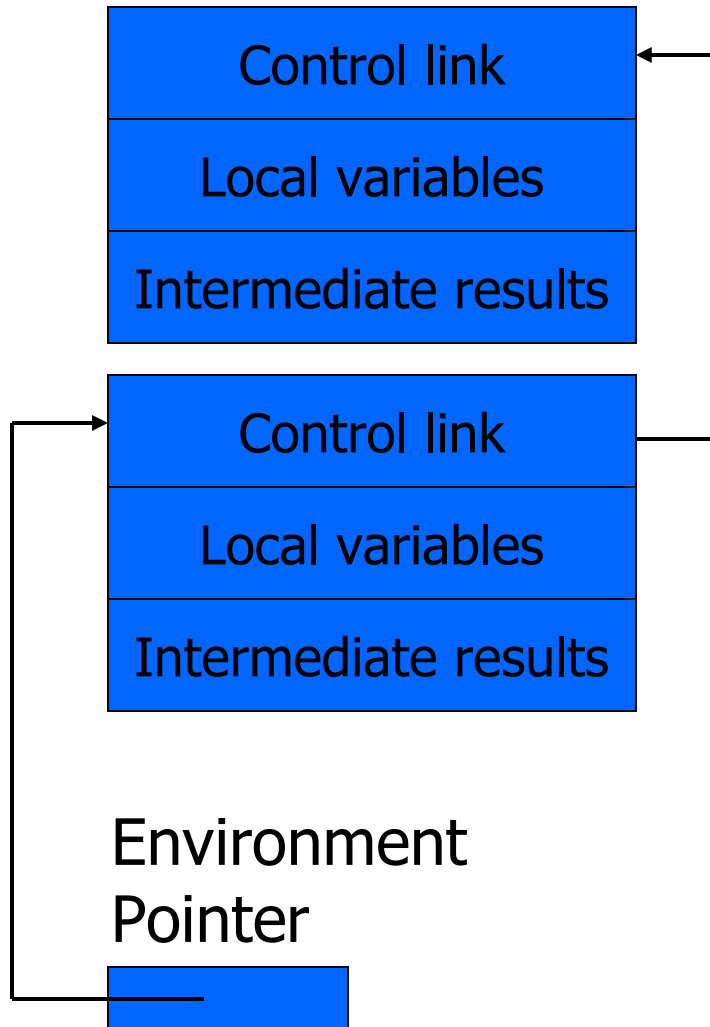 Control link
Local variables
Intermediate results
Control link
Local variables
Intermediate results
Environment
Pointer